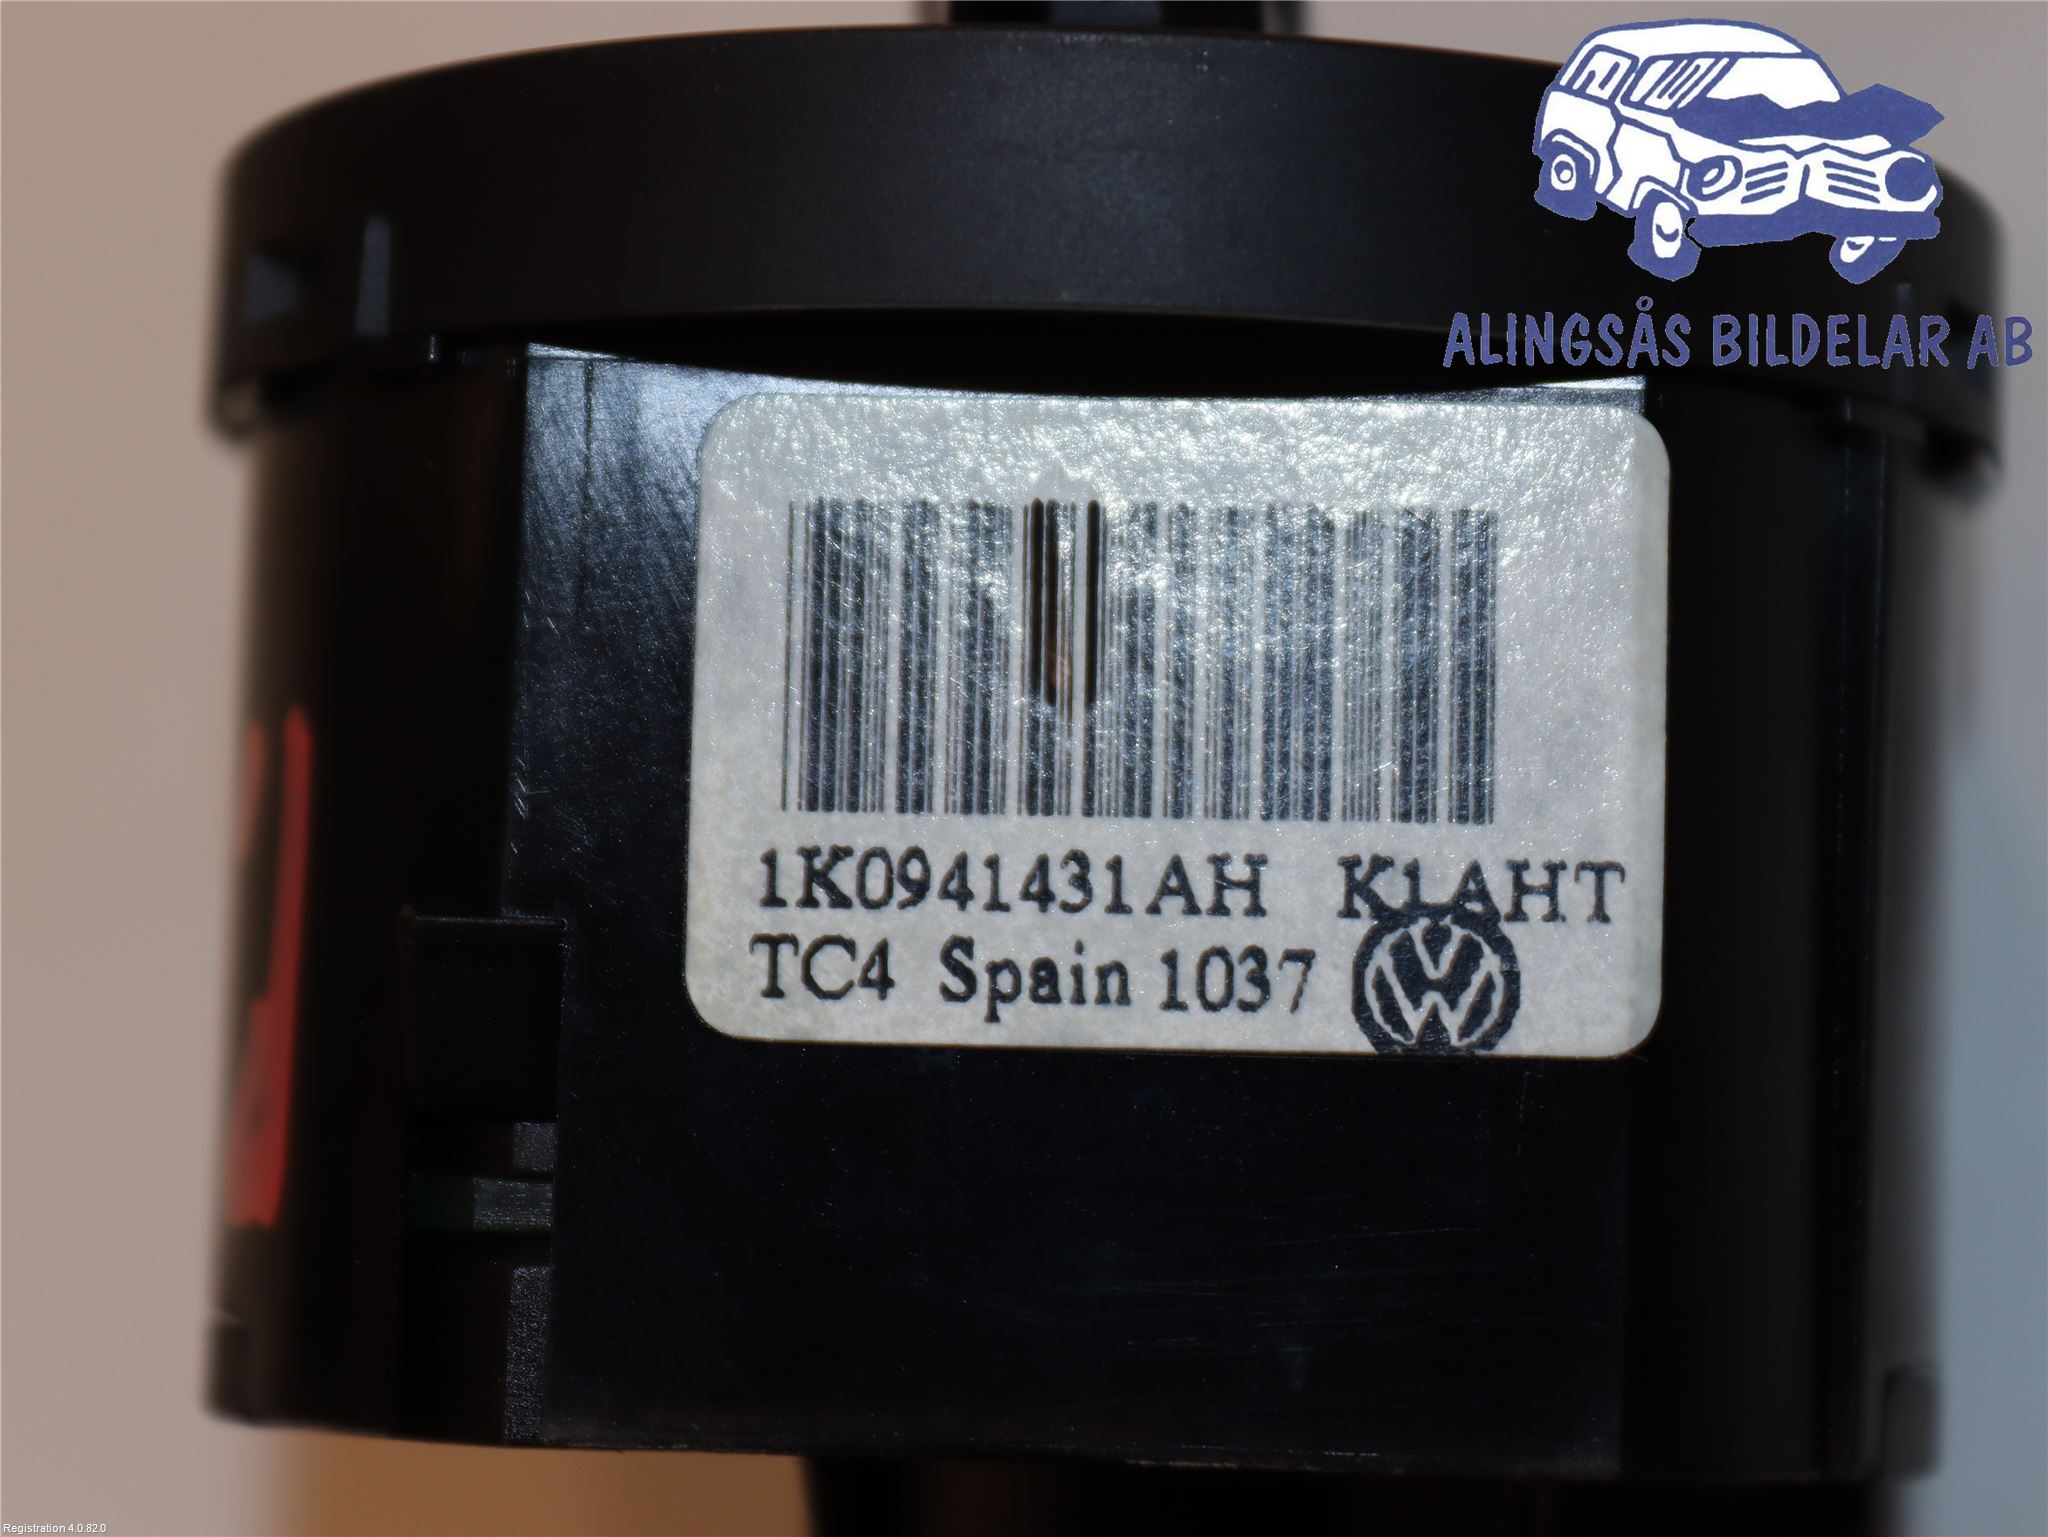 ALINGSÅS BILDELAR AB
1K0941431AH K1AHT
TC4 Spain 1037
Registration 4.0.82.0